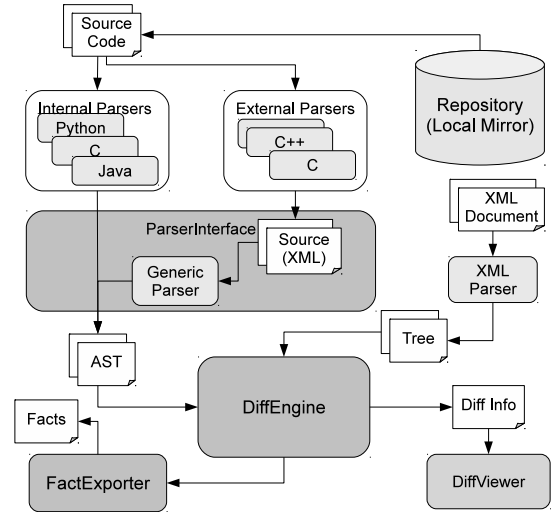 Source
Code
Internal Parsers
Python
C
Java
External Parsers
C++
C
Repository
(Local Mirror)
ParserInterface
Source
(XML)
Generic
Parser
XML
Document
XML
Parser
Tree
AST
DiffEngine
Diff Info
Facts
FactExporter
DiffViewer